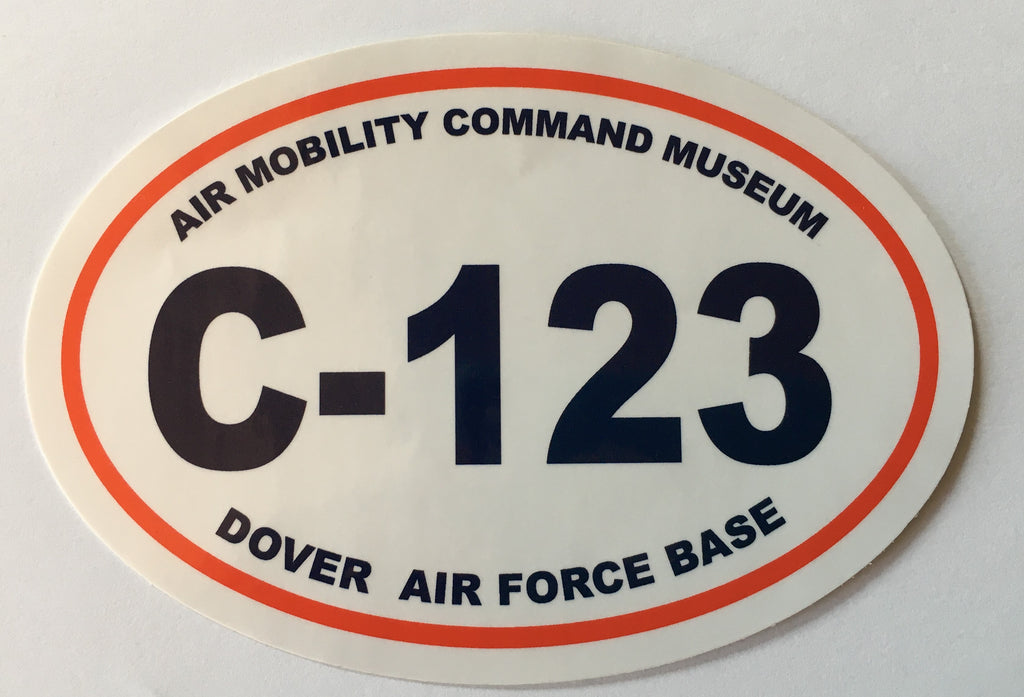 AIR MOBILITY COMMAND MUSEUM
C-123
DOVER AIR FORCE BASE